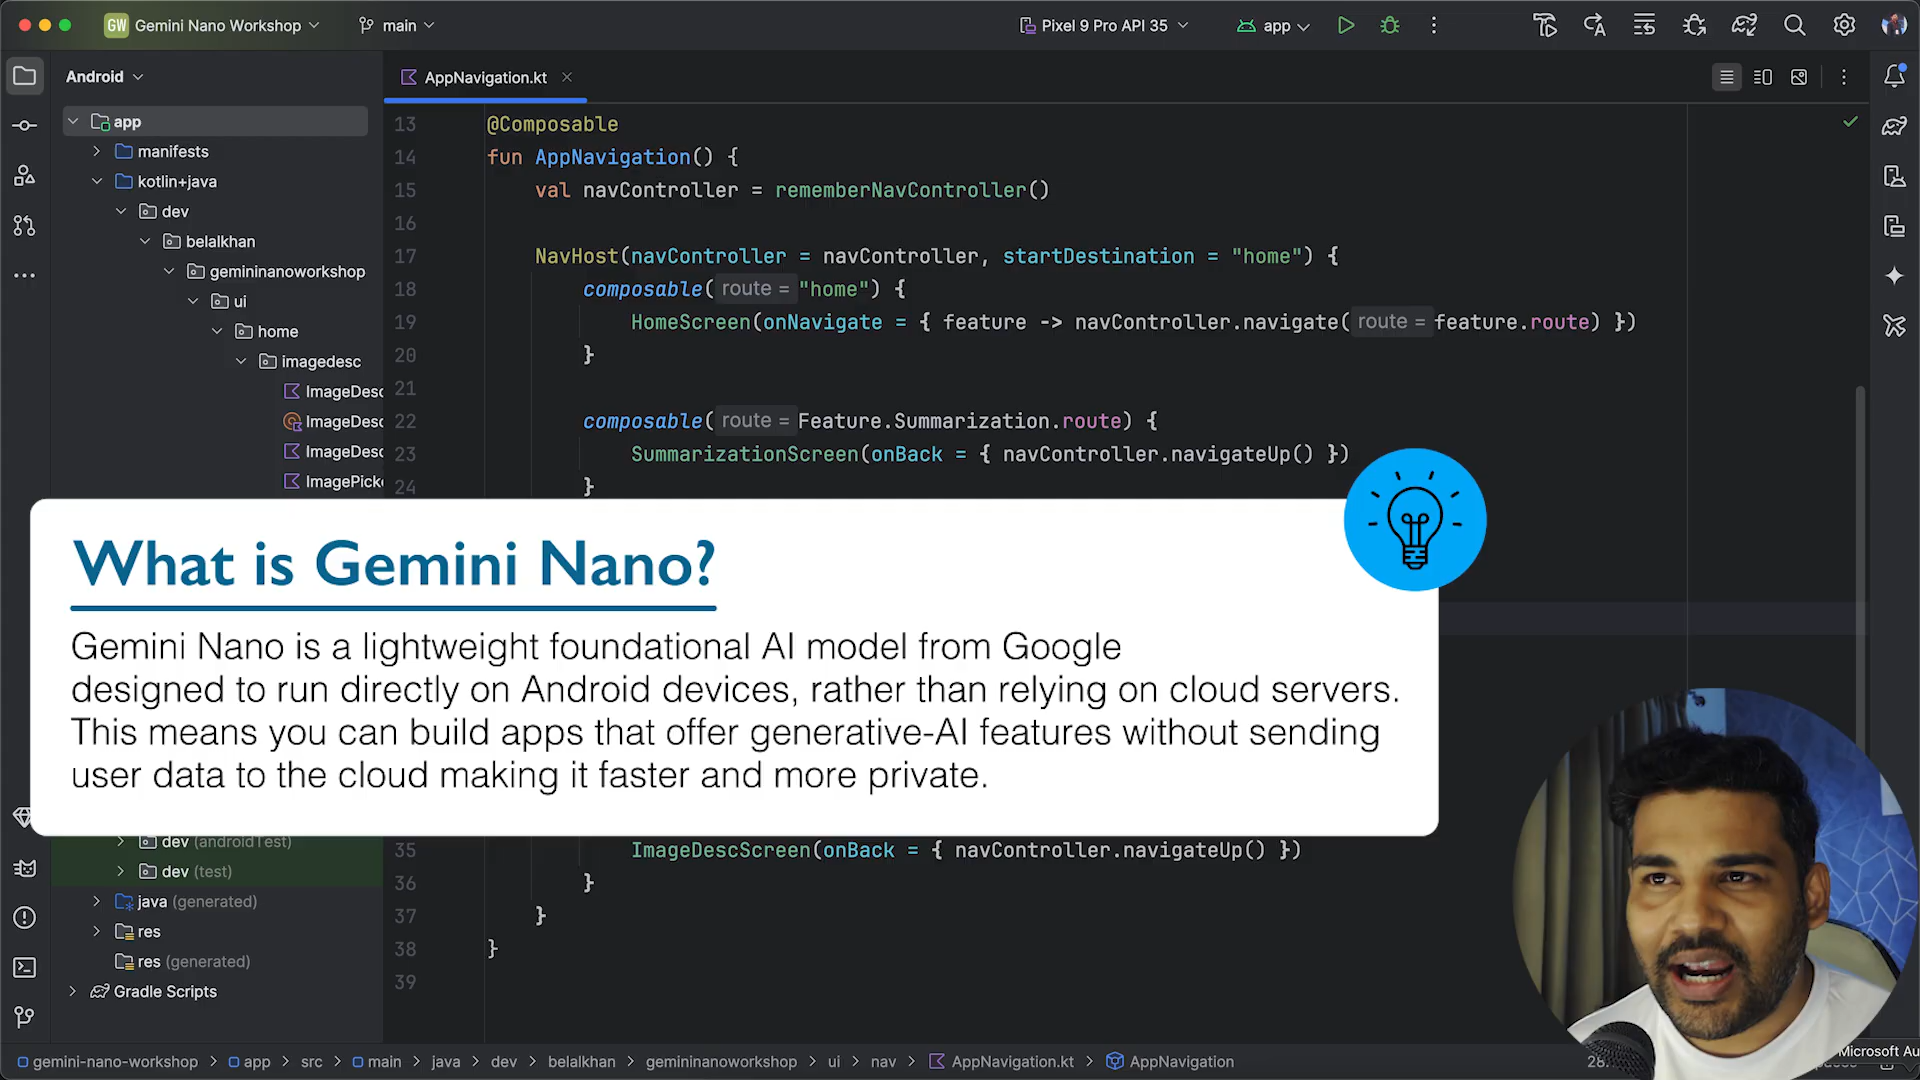 GW Gemini Nano Workshop main Pixel 9 Pro API 35 app
Android
AppNavigation.kt
app
manifests
kotlin+java
dev
belalkhan
gemininanoworkshop
ui
home
imagedesc
ImageDesc
ImageDesc
ImageDesc
ImagePicke
13 @Composable
14 fun AppNavigation() {
15 val navController = rememberNavController()
16
17 NavHost(navController = navController, startDestination = "home") {
18 composable( route = "home") {
19 HomeScreen(onNavigate = { feature -> navController.navigate( route = feature.route) })
20 }
21
22 composable( route = Feature.Summarization.route) {
23 SummarizationScreen(onBack = { navController.navigateUp() })
24 }
What is Gemini Nano?
Gemini Nano is a lightweight foundational AI model from Google
designed to run directly on Android devices, rather than relying on cloud servers.
This means you can build apps that offer generative-AI features without sending
user data to the cloud making it faster and more private.
dev (androidTest)
dev (test)
java (generated)
res
res (generated)
Gradle Scripts
35 ImageDescScreen(onBack = { navController.navigateUp() })
36 }
37 }
38 }
39
gemini-nano-workshop app src main java dev belalkhan gemininanoworkshop ui nav AppNavigation.kt AppNavigation
Microsoft Au